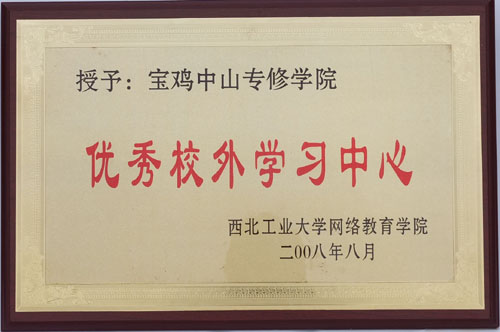 授予：宝鸡中山专修学院
优秀校外学习中心
西北工业大学网络教育学院
二00八年八月